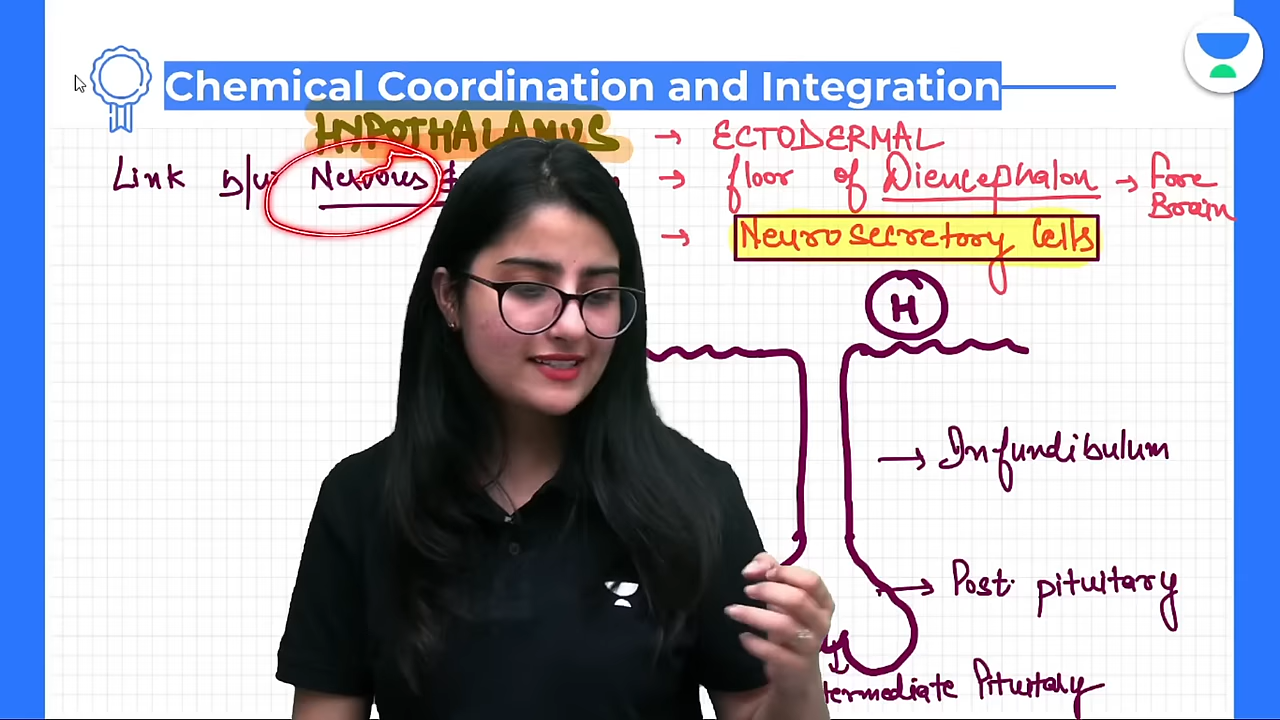 Chemical Coordination and Integration
HYPOTHALAMUS → ECTODERMAL
Link b/w Nervous & → floor of Diencephalon → Fore Brain
→ Neurosecretory Cells
H
→ Infundibulum
→ Post. pituitary
termediate Pituitary